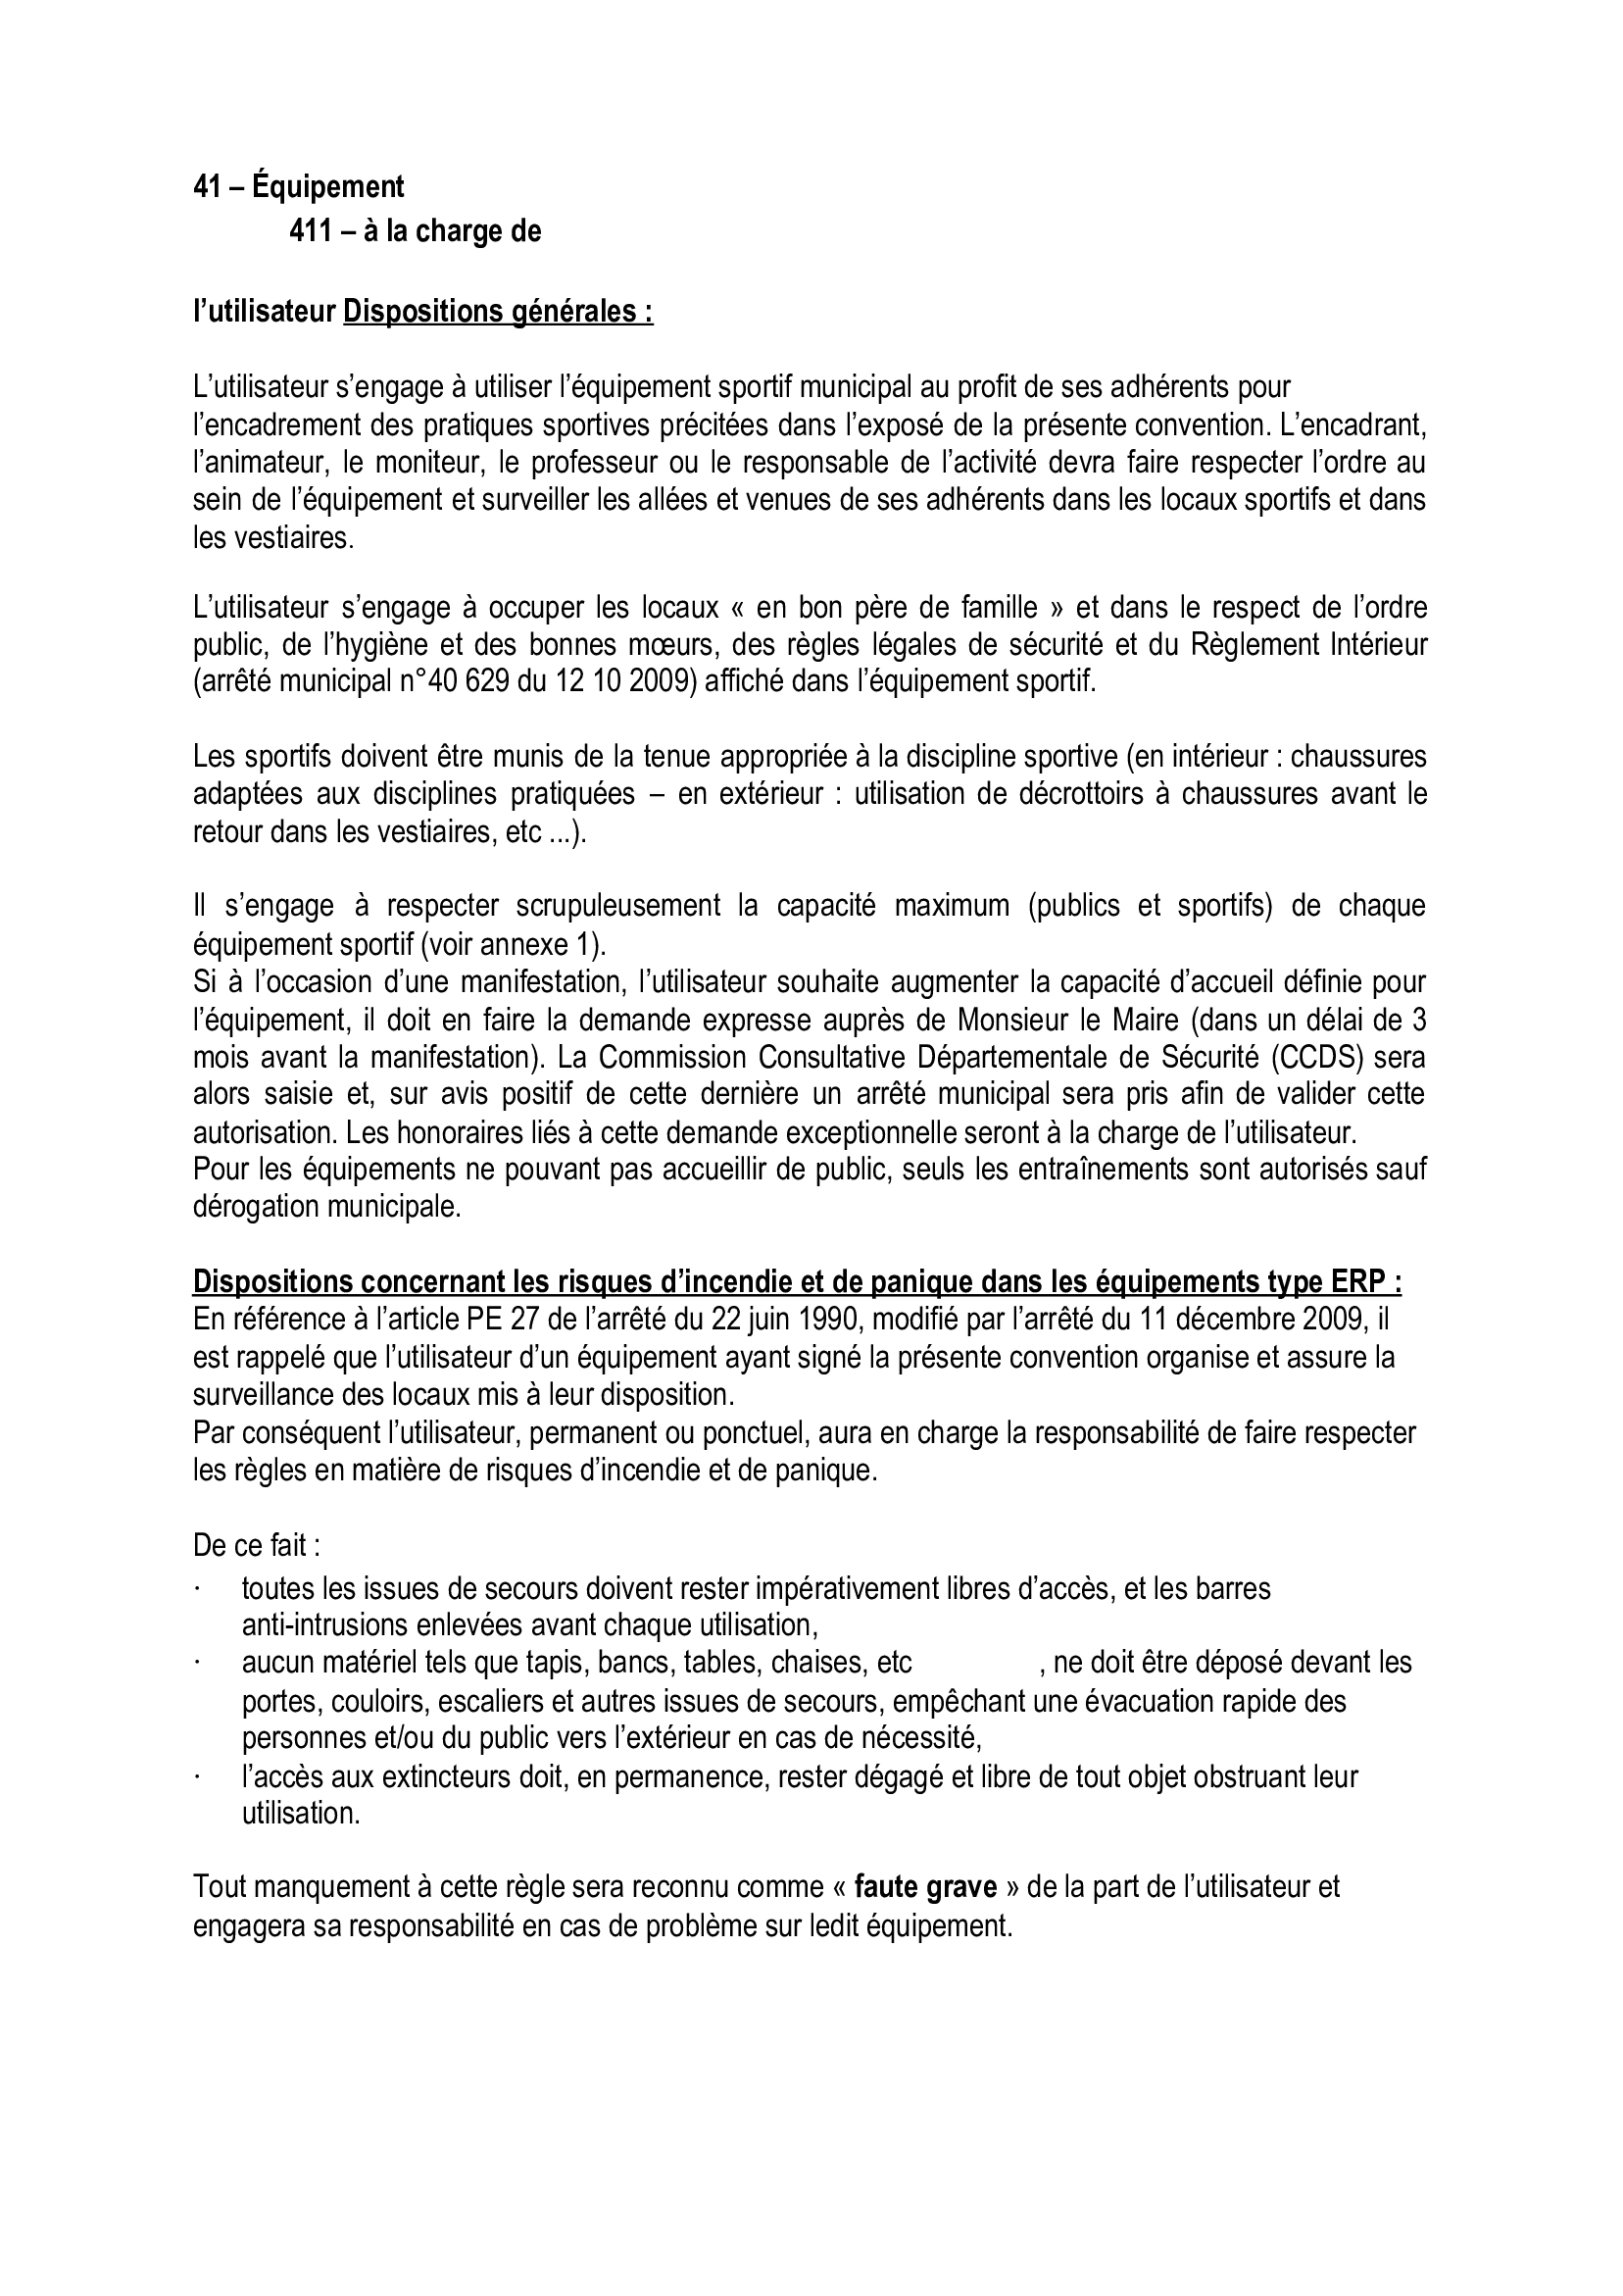 41 – Équipement
411 – à la charge de
l’utilisateur Dispositions générales :
L’utilisateur s’engage à utiliser l’équipement sportif municipal au profit de ses adhérents pour
l’encadrement des pratiques sportives précitées dans l’exposé de la présente convention. L’encadrant,
l’animateur, le moniteur, le professeur ou le responsable de l’activité devra faire respecter l’ordre au
sein de l’équipement et surveiller les allées et venues de ses adhérents dans les locaux sportifs et dans
les vestiaires.
L’utilisateur s’engage à occuper les locaux « en bon père de famille » et dans le respect de l’ordre
public, de l’hygiène et des bonnes mœurs, des règles légales de sécurité et du Règlement Intérieur
(arrêté municipal n°40 629 du 12 10 2009) affiché dans l’équipement sportif.
Les sportifs doivent être munis de la tenue appropriée à la discipline sportive (en intérieur : chaussures
adaptées aux disciplines pratiquées – en extérieur : utilisation de décrottoirs à chaussures avant le
retour dans les vestiaires, etc ...).
Il s’engage à respecter scrupuleusement la capacité maximum (publics et sportifs) de chaque
équipement sportif (voir annexe 1).
Si à l’occasion d’une manifestation, l’utilisateur souhaite augmenter la capacité d’accueil définie pour
l’équipement, il doit en faire la demande expresse auprès de Monsieur le Maire (dans un délai de 3
mois avant la manifestation). La Commission Consultative Départementale de Sécurité (CCDS) sera
alors saisie et, sur avis positif de cette dernière un arrêté municipal sera pris afin de valider cette
autorisation. Les honoraires liés à cette demande exceptionnelle seront à la charge de l’utilisateur.
Pour les équipements ne pouvant pas accueillir de public, seuls les entraînements sont autorisés sauf
dérogation municipale.
Dispositions concernant les risques d’incendie et de panique dans les équipements type ERP :
En référence à l’article PE 27 de l’arrêté du 22 juin 1990, modifié par l’arrêté du 11 décembre 2009, il
est rappelé que l’utilisateur d’un équipement ayant signé la présente convention organise et assure la
surveillance des locaux mis à leur disposition.
Par conséquent l’utilisateur, permanent ou ponctuel, aura en charge la responsabilité de faire respecter
les règles en matière de risques d’incendie et de panique.
De ce fait :
· toutes les issues de secours doivent rester impérativement libres d’accès, et les barres
anti-intrusions enlevées avant chaque utilisation,
· aucun matériel tels que tapis, bancs, tables, chaises, etc , ne doit être déposé devant les
portes, couloirs, escaliers et autres issues de secours, empêchant une évacuation rapide des
personnes et/ou du public vers l’extérieur en cas de nécessité,
· l’accès aux extincteurs doit, en permanence, rester dégagé et libre de tout objet obstruant leur
utilisation.
Tout manquement à cette règle sera reconnu comme « faute grave » de la part de l’utilisateur et
engagera sa responsabilité en cas de problème sur ledit équipement.